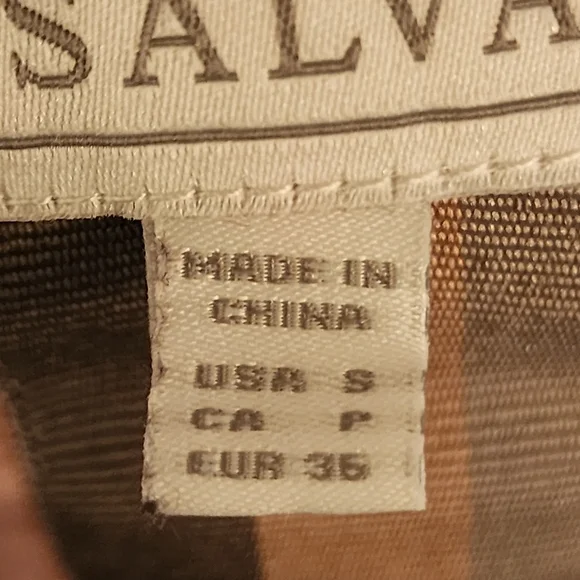 SALVA
MADE IN
CHINA
USA S
CA P
EUR 36